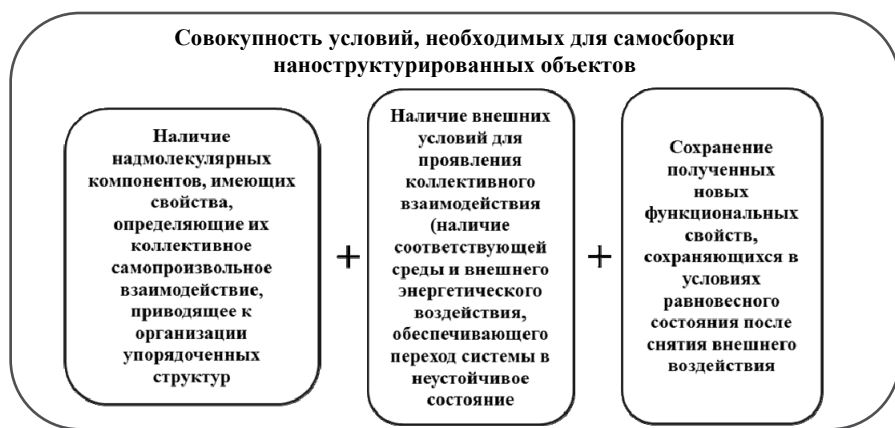 Совокупность условий, необходимых для самосборки
наноструктурированных объектов
Наличие
надмолекулярных
компонентов, имеющих
свойства,
определяющие их
коллективное
самопроизвольное
взаимодействие,
приводящее к
организации
упорядоченных
структур
+
Наличие внешних
условий для
проявления
коллективного
взаимодействия
(наличие
соответствующей
среды и внешнего
энергетического
воздействия,
обеспечивающего
переход системы в
неустойчивое
состояние
+
Сохранение
полученных
новых
функциональных
свойств,
сохраняющихся в
условиях
равновесного
состояния после
снятия внешнего
воздействия